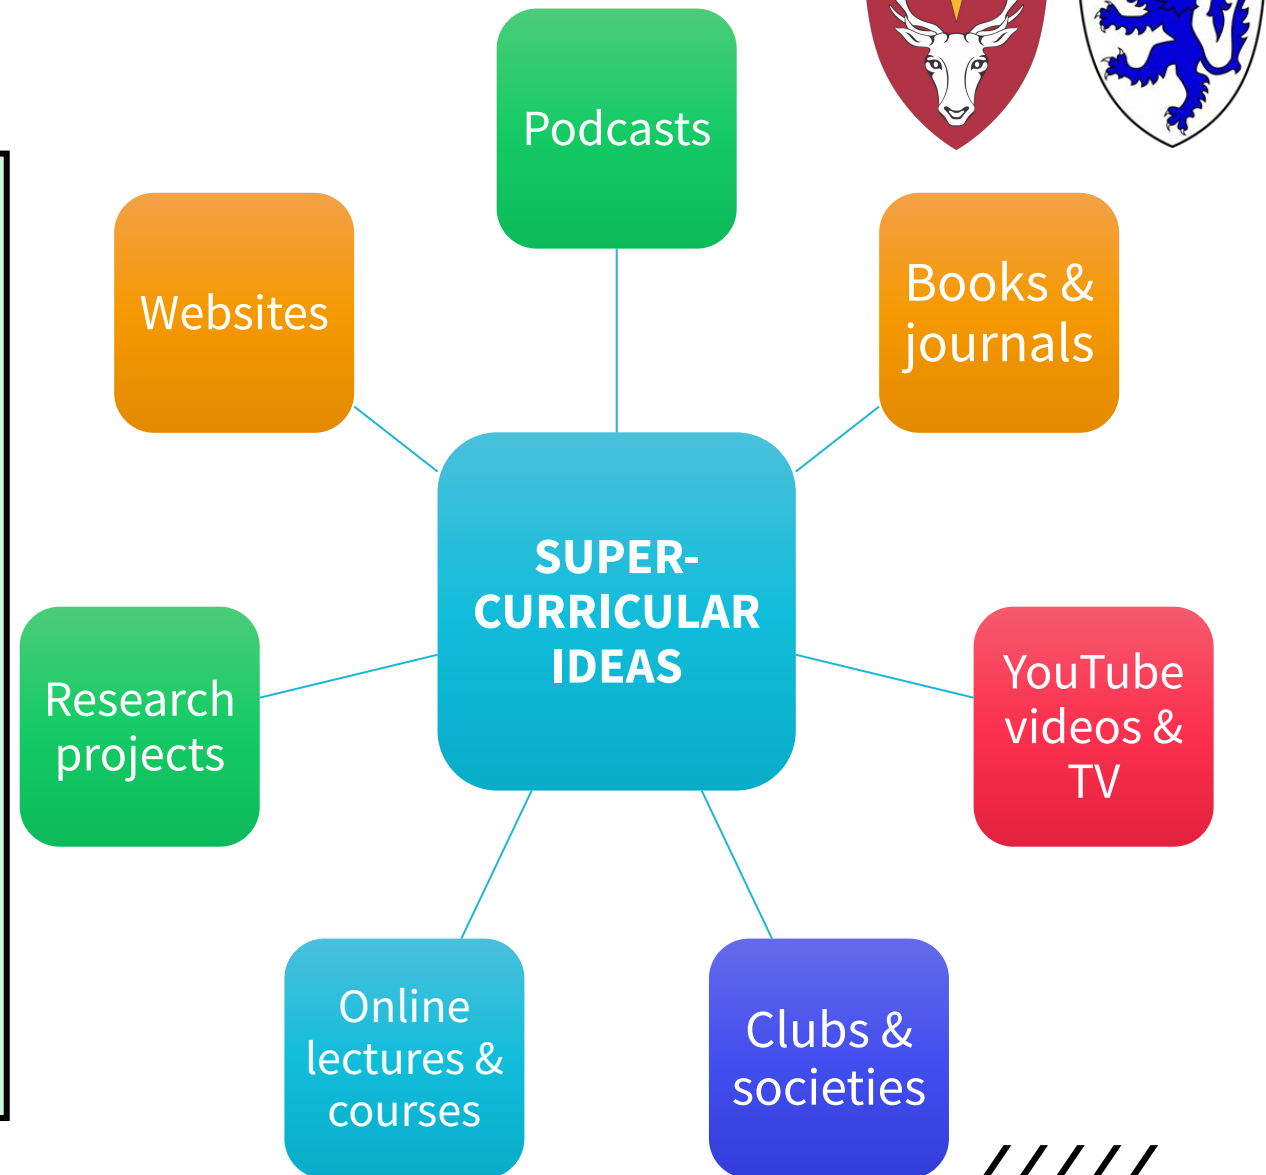 Podcasts
Websites
Books &
journals
SUPER-
CURRICULAR
IDEAS
Research
projects
YouTube
videos &
TV
Online
lectures &
courses
Clubs &
societies